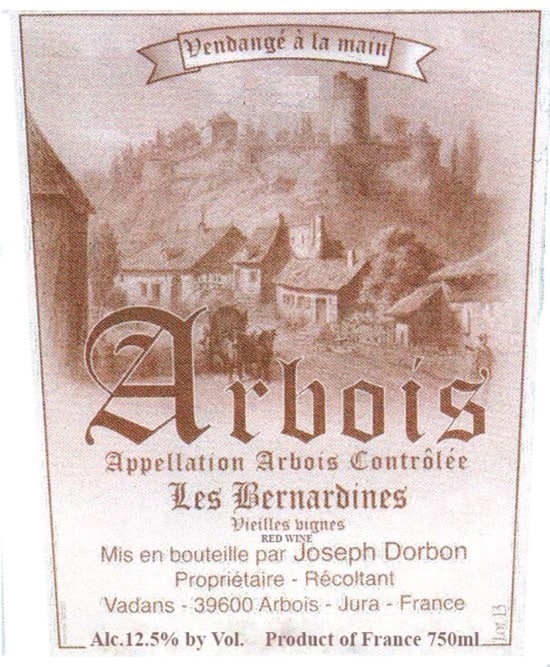 Vendangé à la main
Arbois
Appellation Arbois Contrôlée
Les Bernardines
Vieilles vignes
RED WINE
Mis en bouteille par Joseph Dorbon
Propriétaire - Récoltant
Vadans - 39600 Arbois - Jura - France
Alc.12.5% by Vol. Product of France 750ml